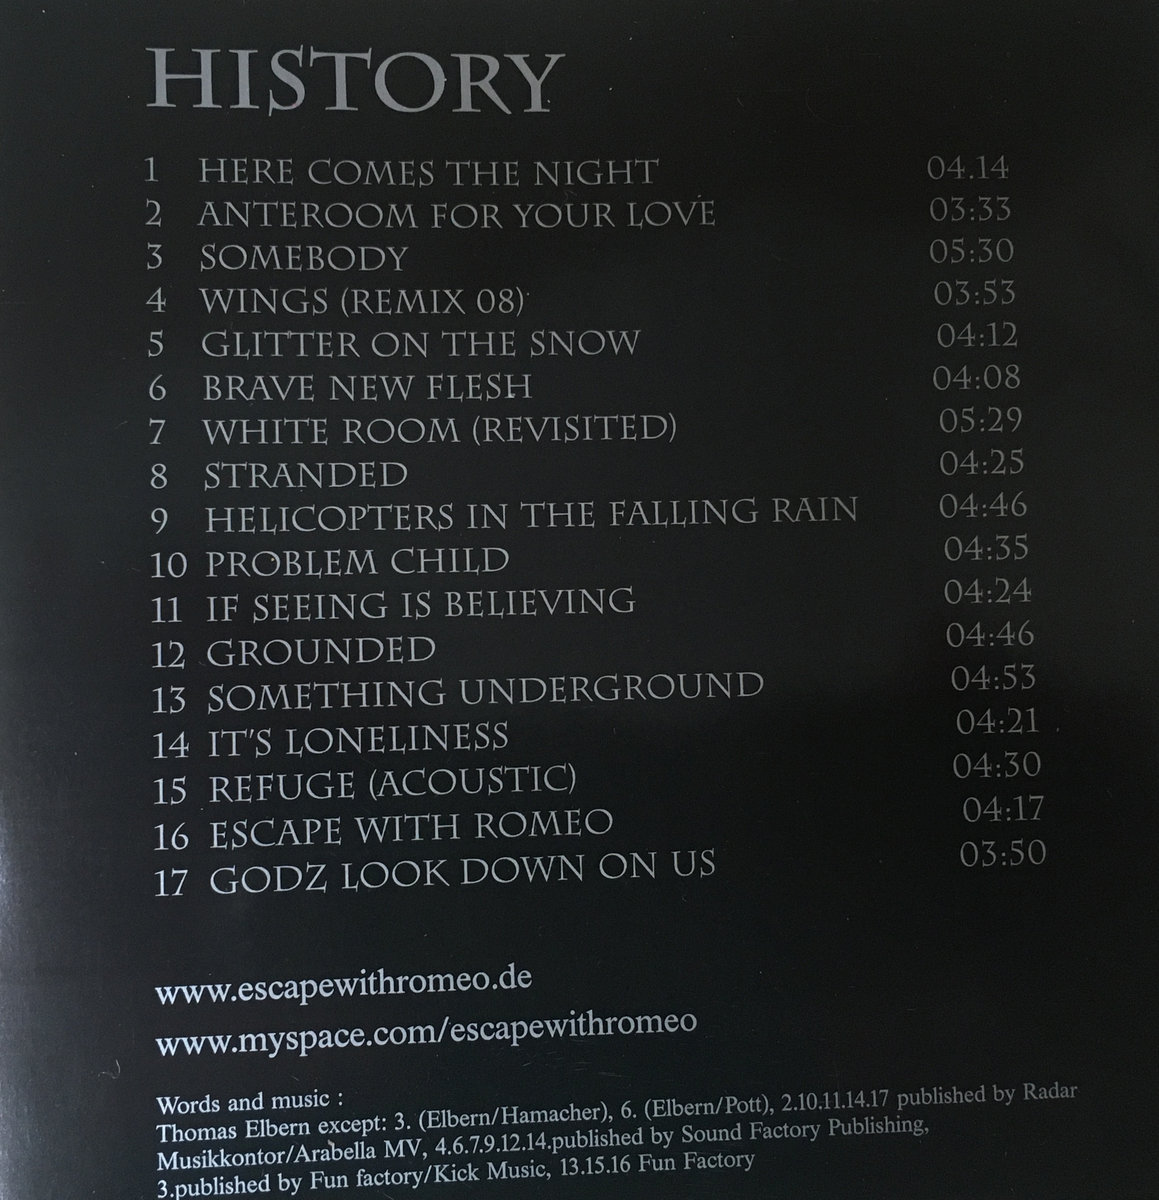 HISTORY
1 HERE COMES THE NIGHT 04.14
2 ANTEROOM FOR YOUR LOVE 03:33
3 SOMEBODY 05:30
4 WINGS (REMIX 08) 03:53
5 GLITTER ON THE SNOW 04:12
6 BRAVE NEW FLESH 04:08
7 WHITE ROOM (REVISITED) 05:29
8 STRANDED 04:25
9 HELICOPTERS IN THE FALLING RAIN 04:46
10 PROBLEM CHILD 04:35
11 IF SEEING IS BELIEVING 04:24
12 GROUNDED 04:46
13 SOMETHING UNDERGROUND 04:53
14 IT'S LONELINESS 04:21
15 REFUGE (ACOUSTIC) 04:30
16 ESCAPE WITH ROMEO 04:17
17 GODZ LOOK DOWN ON US 03:50
www.escapewithromeo.de
www.myspace.com/escapewithromeo
Words and music :
Thomas Elbern except: 3. (Elbern/Hamacher), 6. (Elbern/Pott), 2.10.11.14.17 published by Radar
Musikkontor/Arabella MV, 4.6.7.9.12.14.published by Sound Factory Publishing,
3.published by Fun factory/Kick Music, 13.15.16 Fun Factory